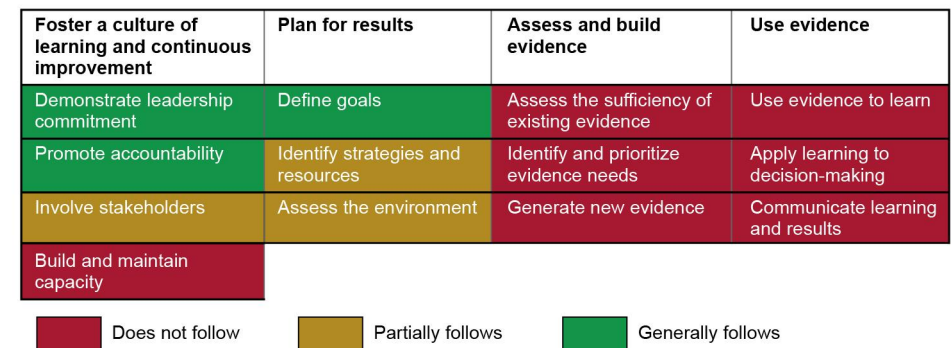 Foster a culture of
learning and continuous
improvement
Plan for results
Assess and build
evidence
Use evidence
Demonstrate leadership
commitment
Define goals
Assess the sufficiency of
existing evidence
Use evidence to learn
Promote accountability
Identify strategies and
resources
Identify and prioritize
evidence needs
Apply learning to
decision-making
Involve stakeholders
Assess the environment
Generate new evidence
Communicate learning
and results
Build and maintain
capacity
Does not follow
Partially follows
Generally follows